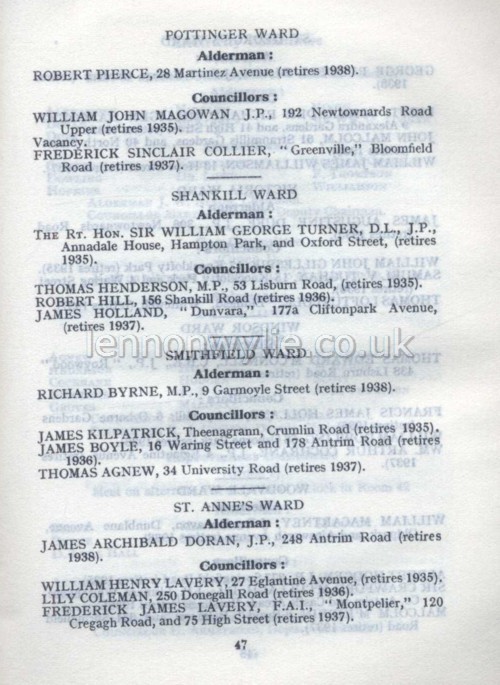 POTTINGER WARD
Alderman :
ROBERT PIERCE, 28 Martinez Avenue (retires 1938).
Councillors :
WILLIAM JOHN MAGOWAN J.P., 192 Newtownards Road
Upper (retires 1935).
Vacancy.
FREDERICK SINCLAIR COLLIER, "Greenville," Bloomfield
Road (retires 1937).
SHANKILL WARD
Alderman :
THE RT. HON. SIR WILLIAM GEORGE TURNER, D.L., J.P.,
Annadale House, Hampton Park, and Oxford Street, (retires
1935).
Councillors :
THOMAS HENDERSON, M.P., 53 Lisburn Road, (retires 1935).
ROBERT HILL, 156 Shankill Road (retires 1936).
JAMES HOLLAND, "Dunvara," 177a Cliftonpark Avenue,
(retires 1937).
lennonwylie.co.uk
SMITHFIELD WARD
Alderman :
RICHARD BYRNE, M.P., 9 Garmoyle Street (retires 1938).
Councillors :
JAMES KILPATRICK, Theenagrann, Crumlin Road (retires 1935).
JAMES BOYLE, 16 Waring Street and 178 Antrim Road (retires
1936).
THOMAS AGNEW, 34 University Road (retires 1937).
ST. ANNE'S WARD
Alderman :
JAMES ARCHIBALD DORAN, J.P., 248 Antrim Road (retires
1938).
Councillors :
WILLIAM HENRY LAVERY, 27 Eglantine Avenue, (retires 1935).
LILY COLEMAN, 250 Donegall Road (retires 1936).
FREDERICK JAMES LAVERY, F.A.I., "Montpelier," 120
Cregagh Road, and 75 High Street (retires 1937).
47